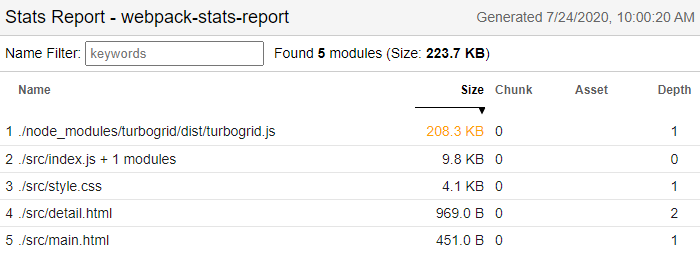 Stats Report - webpack-stats-report Generated 7/24/2020, 10:00:20 AM
Name Filter: keywords Found 5 modules (Size: 223.7 KB)
Name Size Chunk Asset Depth
1 ./node_modules/turbogrid/dist/turbogrid.js 208.3 KB 0 1
2 ./src/index.js + 1 modules 9.8 KB 0 0
3 ./src/style.css 4.1 KB 0 1
4 ./src/detail.html 969.0 B 0 2
5 ./src/main.html 451.0 B 0 1